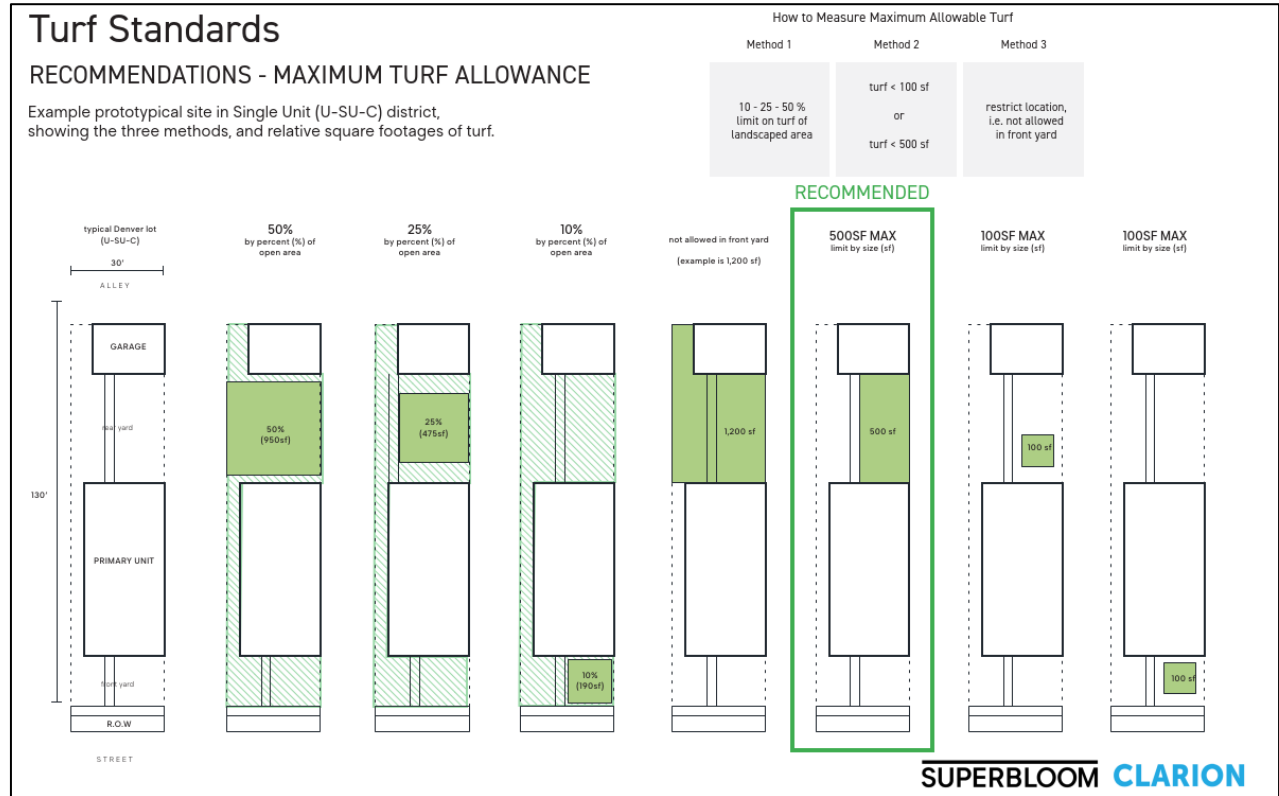 Turf Standards
RECOMMENDATIONS - MAXIMUM TURF ALLOWANCE
Example prototypical site in Single Unit (U-SU-C) district,
showing the three methods, and relative square footages of turf.
How to Measure Maximum Allowable Turf
Method 1
Method 2
Method 3
10 - 25 - 50 %
limit on turf of
landscaped area
turf < 100 sf
or
turf < 500 sf
restrict location,
i.e. not allowed
in front yard
RECOMMENDED
typical Denver lot
(U-SU-C)
30'
ALLEY
50%
by percent (%) of
open area
25%
by percent (%) of
open area
10%
by percent (%) of
open area
not allowed in front yard
(example is 1,200 sf)
500SF MAX
limit by size (sf)
100SF MAX
limit by size (sf)
100SF MAX
limit by size (sf)
GARAGE
rear yard
130'
PRIMARY UNIT
front yard
R.O.W
STREET
50%
(950sf)
25%
(475sf)
10%
(190sf)
1,200 sf
500 sf
100 sf
100 sf
SUPERBLOOM
CLARION